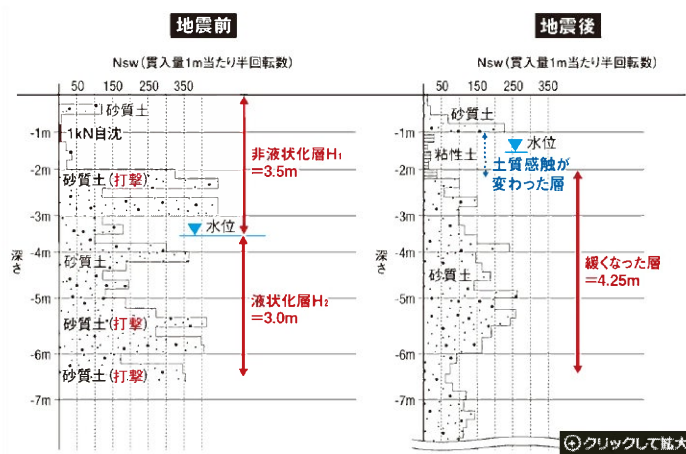 地震前
Nsw(貫入量1m当たり半回転数)
50 150 250 350
砂質土
-1m
1kN自沈
非液状化層H₁
=3.5m
-2m
砂質土(打撃)
-3m
水位
-4m
深さ
砂質土
液状化層H₂
=3.0m
-5m
砂質土(打撃)
-6m
砂質土(打撃)
-7m
地震後
Nsw(貫入量1m当たり半回転数)
50 150 250 350
砂質土
-1m
水位
粘性土
土質感触が
変わった層
-2m
-3m
-4m
深さ
砂質土
緩くなった層
=4.25m
-5m
-6m
-7m
クリックして拡大